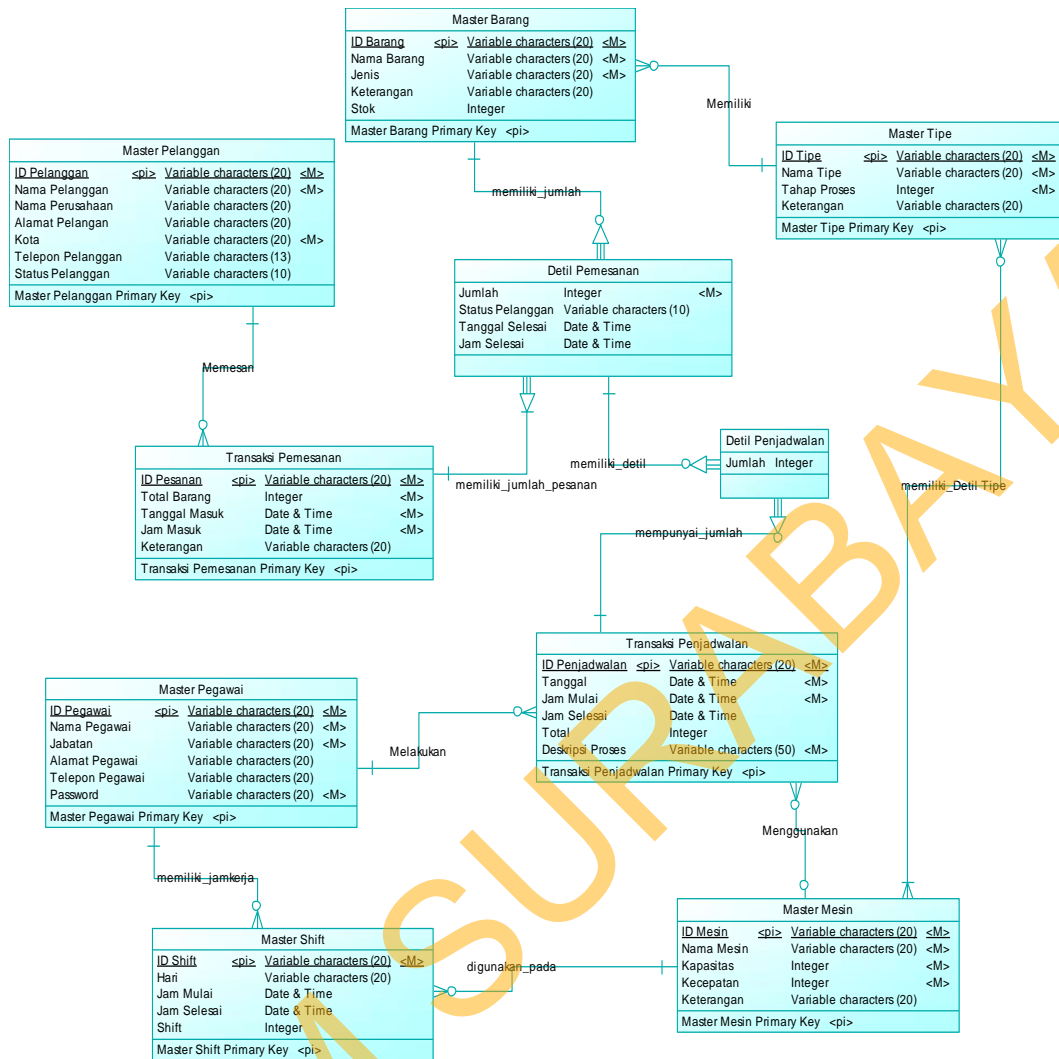 Master Barang
ID Barang <pi> Variable characters (20) <M>
Nama Barang Variable characters (20) <M>
Jenis Variable characters (20) <M>
Keterangan Variable characters (20)
Stok Integer
Master Barang Primary Key <pi>
Memiliki
Master Tipe
ID Tipe <pi> Variable characters (20) <M>
Nama Tipe Variable characters (20) <M>
Tahap Proses Integer <M>
Keterangan Variable characters (20)
Master Tipe Primary Key <pi>
Master Pelanggan
ID Pelanggan <pi> Variable characters (20) <M>
Nama Pelanggan Variable characters (20) <M>
Nama Perusahaan Variable characters (20)
Alamat Pelangan Variable characters (20)
Kota Variable characters (20) <M>
Telepon Pelanggan Variable characters (13)
Status Pelanggan Variable characters (10)
Master Pelanggan Primary Key <pi>
memiliki_jumlah
Detil Pemesanan
Jumlah Integer <M>
Status Pelanggan Variable characters (10)
Tanggal Selesai Date & Time
Jam Selesai Date & Time
Memesan
Detil Penjadwalan
Jumlah Integer
memiliki_detil
memiliki_jumlah_pesanan
memiliki_Detil Tipe
Transaksi Pemesanan
ID Pesanan <pi> Variable characters (20) <M>
Total Barang Integer <M>
Tanggal Masuk Date & Time <M>
Jam Masuk Date & Time <M>
Keterangan Variable characters (20)
Transaksi Pemesanan Primary Key <pi>
mempunyai_jumlah
Transaksi Penjadwalan
ID Penjadwalan <pi> Variable characters (20) <M>
Tanggal Date & Time <M>
Jam Mulai Date & Time <M>
Jam Selesai Date & Time
Total Integer
Deskripsi Proses Variable characters (50) <M>
Transaksi Penjadwalan Primary Key <pi>
Master Pegawai
ID Pegawai <pi> Variable characters (20) <M>
Nama Pegawai Variable characters (20) <M>
Jabatan Variable characters (20) <M>
Alamat Pegawai Variable characters (20)
Telepon Pegawai Variable characters (20)
Password Variable characters (20) <M>
Master Pegawai Primary Key <pi>
Melakukan
Menggunakan
memiliki_jamkerja
Master Shift
ID Shift <pi> Variable characters (20) <M>
Hari Variable characters (20)
Jam Mulai Date & Time
Jam Selesai Date & Time
Shift Integer
Master Shift Primary Key <pi>
digunakan_pada
Master Mesin
ID Mesin <pi> Variable characters (20) <M>
Nama Mesin Variable characters (20) <M>
Kapasitas Integer <M>
Kecepatan Integer <M>
Keterangan Variable characters (20)
Master Mesin Primary Key <pi>
SURABAY